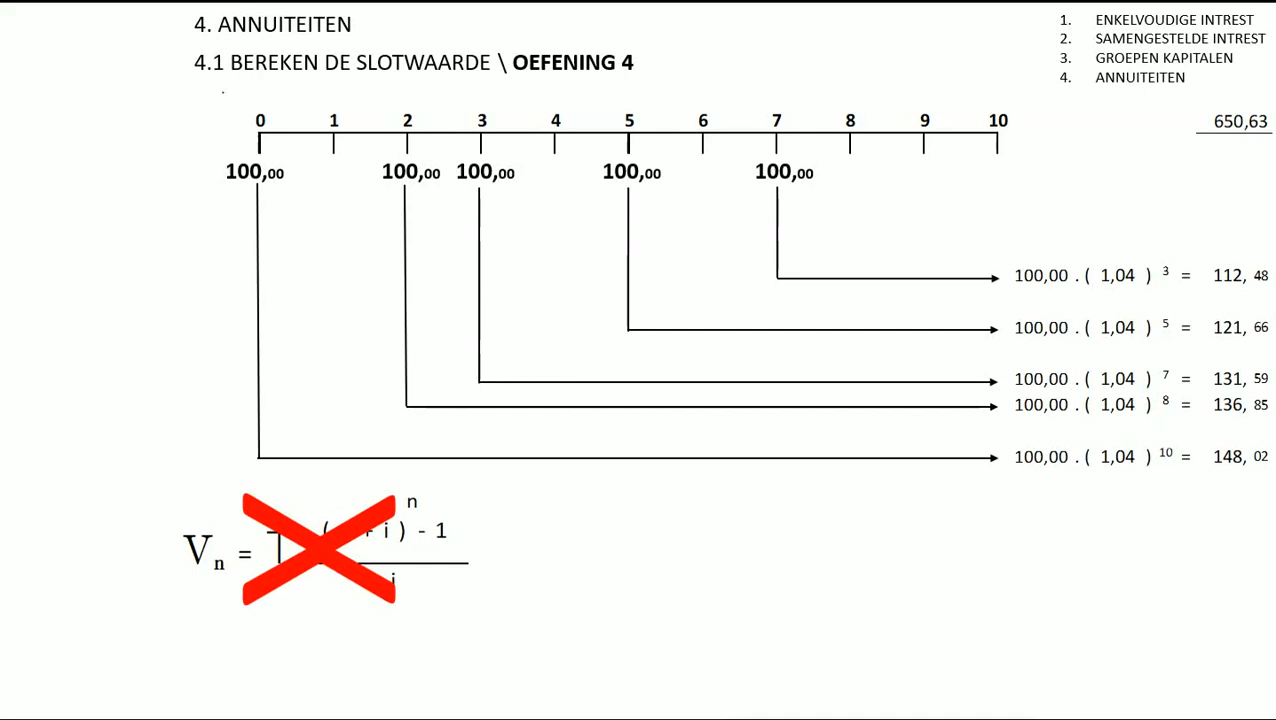 4. ANNUITEITEN
4.1 BEREKEN DE SLOTWAARDE \ OEFENING 4
1. ENKELVOUDIGE INTREST
2. SAMENGESTELDE INTREST
3. GROEPEN KAPITALEN
4. ANNUITEITEN
0 1 2 3 4 5 6 7 8 9 10
650,63
100,00 100,00 100,00 100,00 100,00
100,00 . ( 1,04 ) 3 = 112, 48
100,00 . ( 1,04 ) 5 = 121, 66
100,00 . ( 1,04 ) 7 = 131, 59
100,00 . ( 1,04 ) 8 = 136, 85
100,00 . ( 1,04 ) 10 = 148, 02
n
( + i ) - 1
Vn =
i